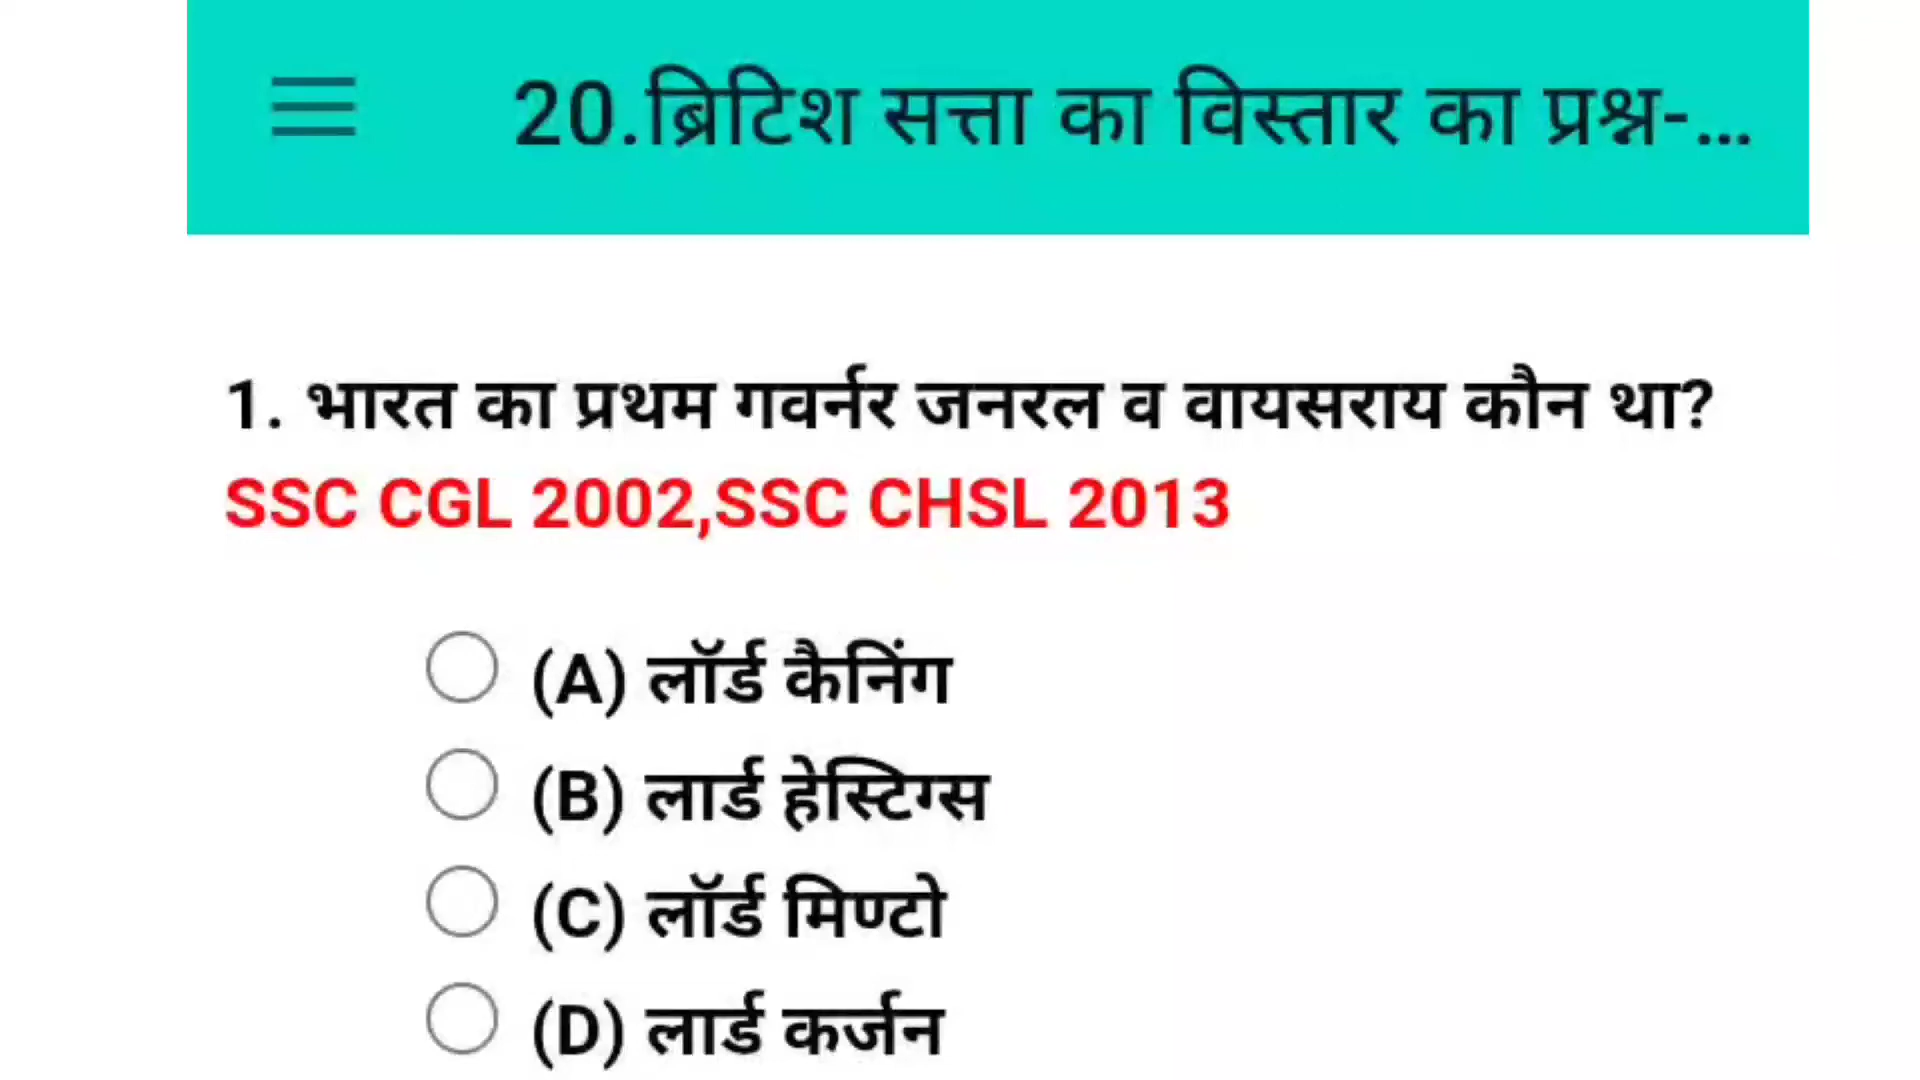 20.ब्रिटिश सत्ता का विस्तार का प्रश्न-...
1. भारत का प्रथम गवर्नर जनरल व वायसराय कौन था?
SSC CGL 2002,SSC CHSL 2013
(A) लॉर्ड कैनिंग
(B) लार्ड हेस्टिग्स
(C) लॉर्ड मिण्टो
(D) लार्ड कर्जन